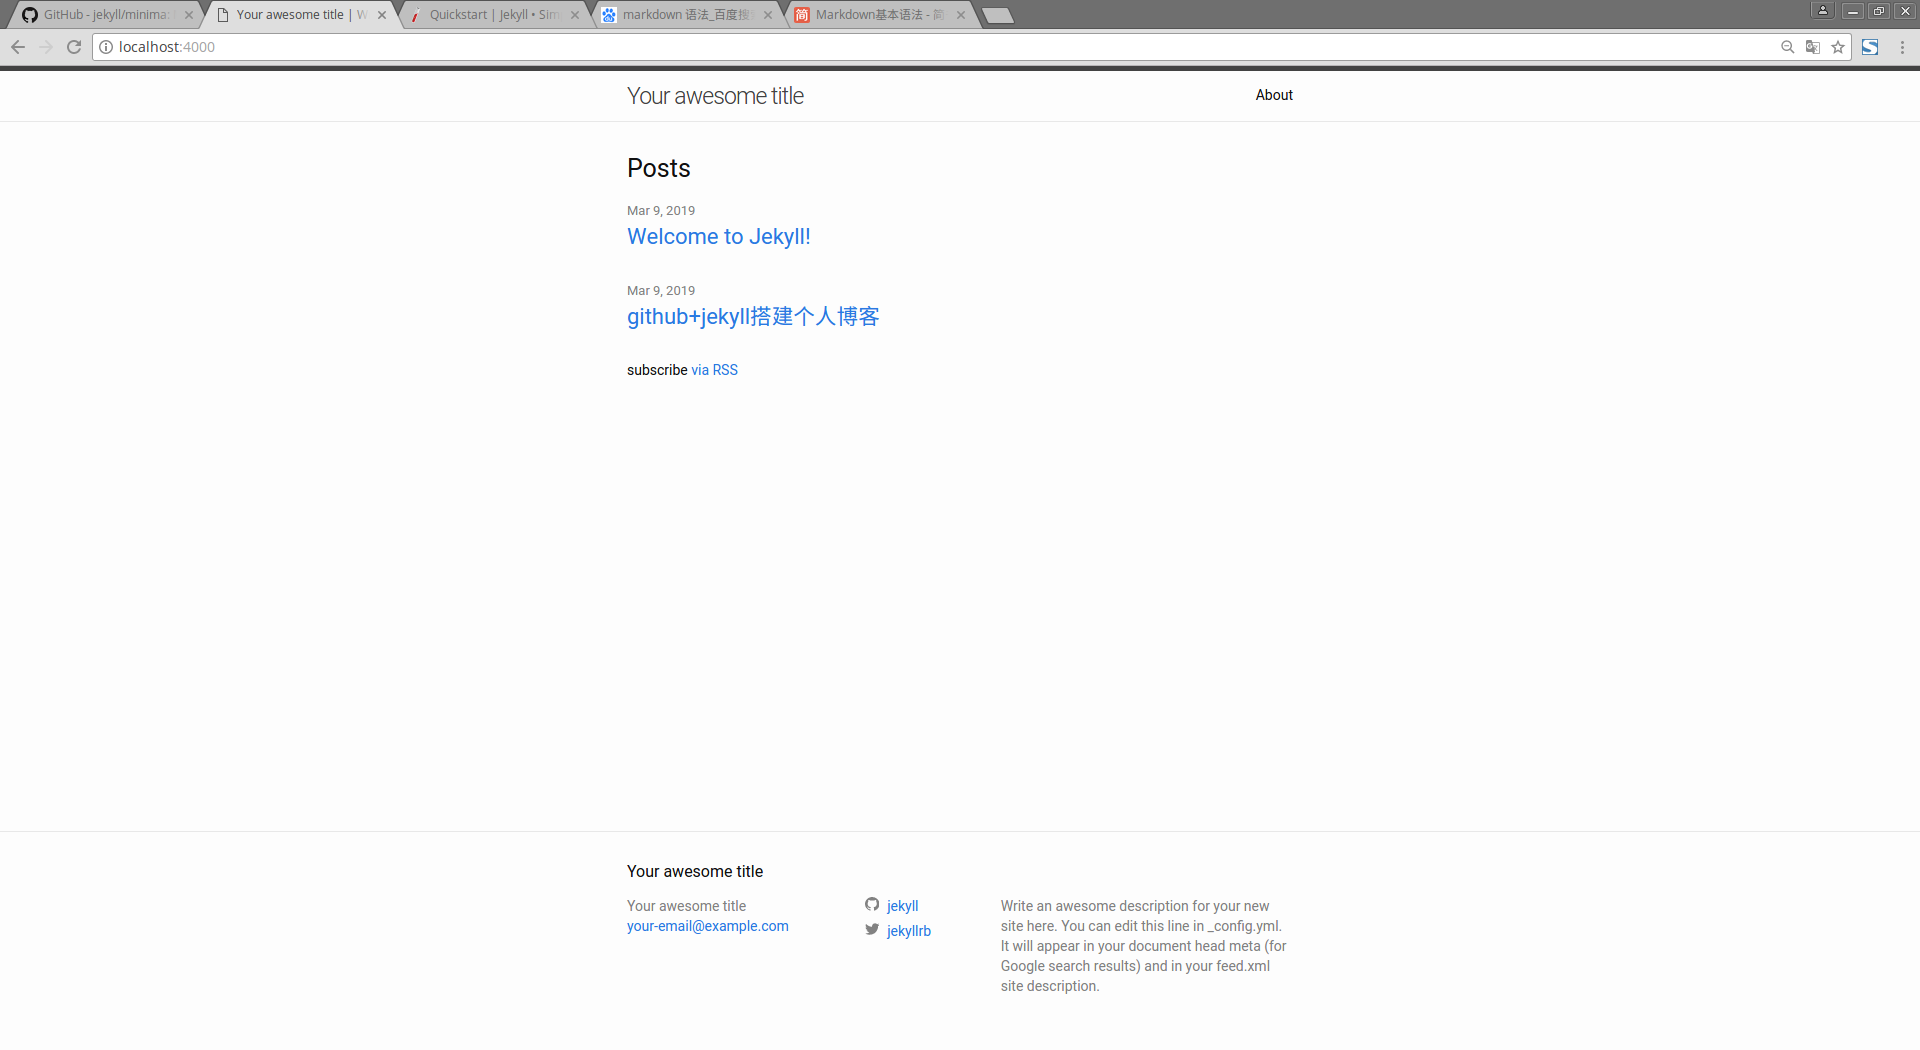 GitHub - jekyll/minima:
Your awesome title | W
Quickstart | Jekyll • Sim
markdown 语法_百度搜
简
Markdown基本语法 - 简
localhost:4000
Your awesome title
About
Posts
Mar 9, 2019
Welcome to Jekyll!
Mar 9, 2019
github+jekyll搭建个人博客
subscribe via RSS
Your awesome title
Your awesome title
your-email@example.com
jekyll
jekyllrb
Write an awesome description for your new
site here. You can edit this line in _config.yml.
It will appear in your document head meta (for
Google search results) and in your feed.xml
site description.